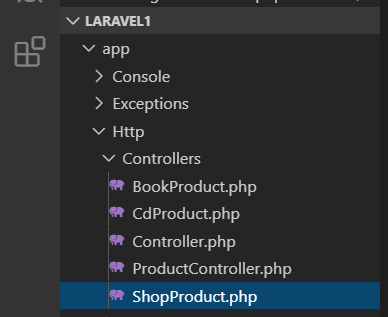 LARAVEL1
app
Console
Exceptions
Http
Controllers
BookProduct.php
CdProduct.php
Controller.php
ProductController.php
ShopProduct.php